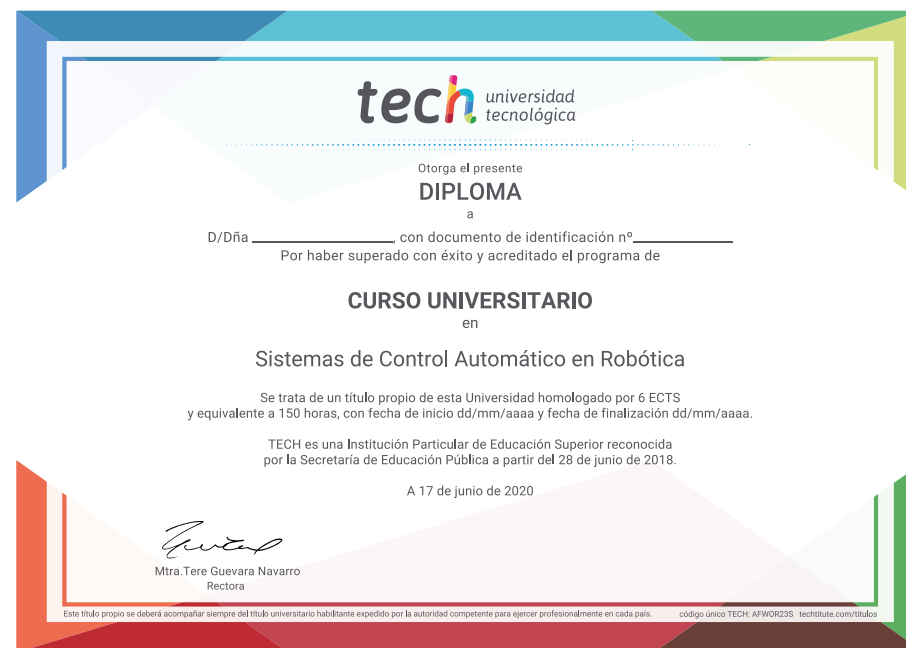 tech universidad
tecnológica
Otorga el presente
DIPLOMA
a
D/Dña ____________________, con documento de identificación nº______________
Por haber superado con éxito y acreditado el programa de
CURSO UNIVERSITARIO
en
Sistemas de Control Automático en Robótica
Se trata de un título propio de esta Universidad homologado por 6 ECTS
y equivalente a 150 horas, con fecha de inicio dd/mm/aaaa y fecha de finalización dd/mm/aaaa.
TECH es una Institución Particular de Educación Superior reconocida
por la Secretaría de Educación Pública a partir del 28 de junio de 2018.
A 17 de junio de 2020
Mtra.Tere Guevara Navarro
Rectora
Este título propio se deberá acompañar siempre del título universitario habilitante expedido por la autoridad competente para ejercer profesionalmente en cada país. código único TECH: AFWOR23S techtitute.com/titulos